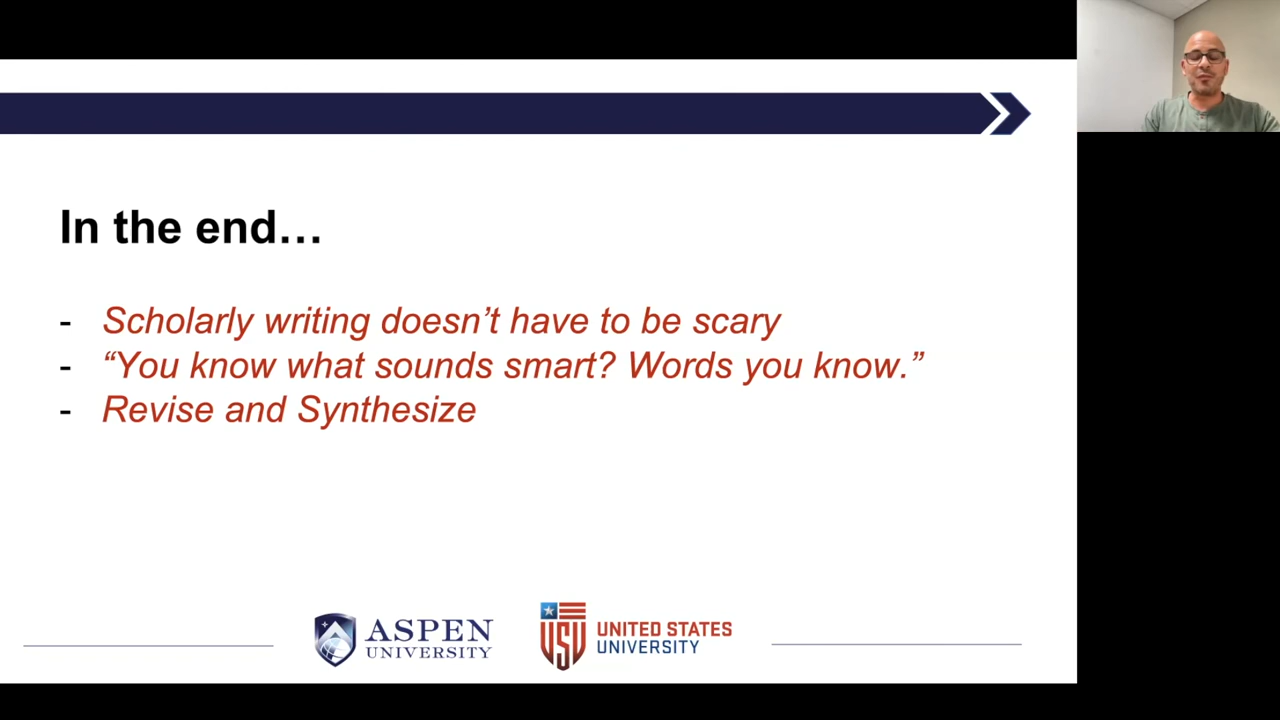 In the end…
- Scholarly writing doesn’t have to be scary
- “You know what sounds smart? Words you know.”
- Revise and Synthesize
ASPEN
UNIVERSITY
USU
UNITED STATES
UNIVERSITY